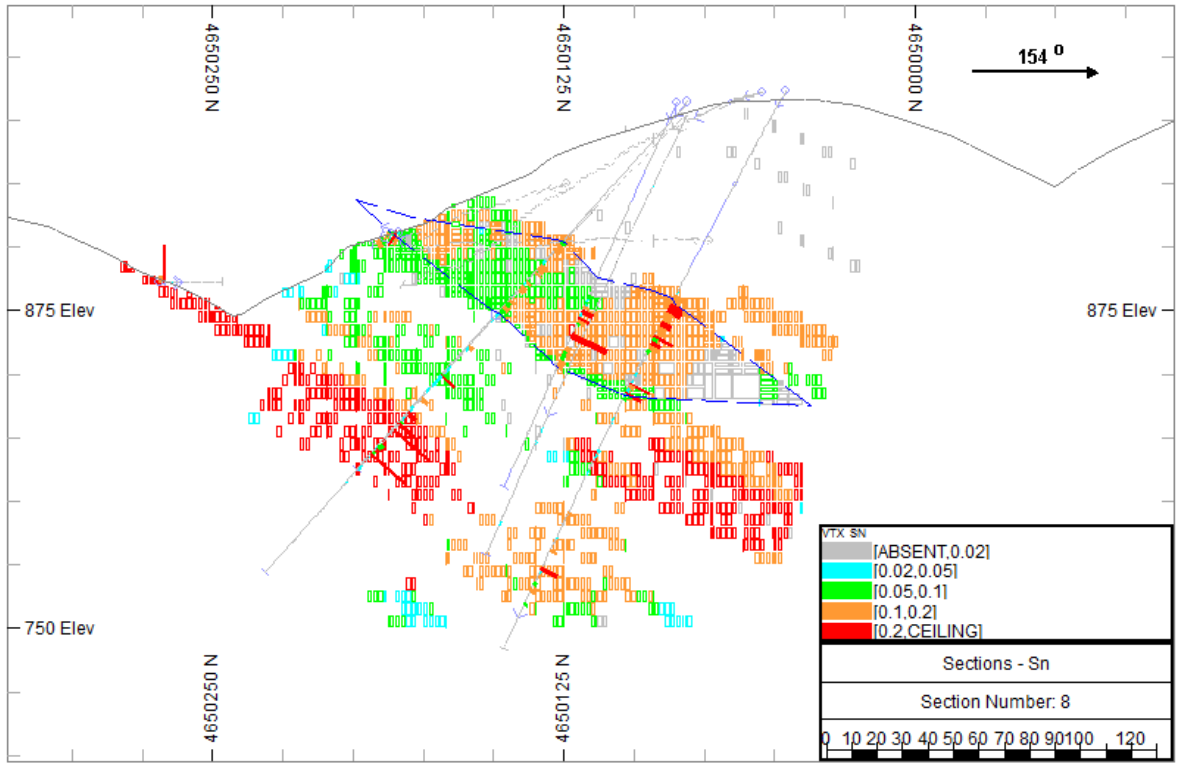 4650250 N
4650125 N
4650000 N
154 º
875 Elev
875 Elev
750 Elev
4650250 N
4650125 N
VTX SN
[ABSENT,0.02]
[0.02,0.05]
[0.05,0.1]
[0.1,0.2]
[0.2,CEILING]
Sections - Sn
Section Number: 8
0 10 20 30 40 50 60 70 80 90100 120